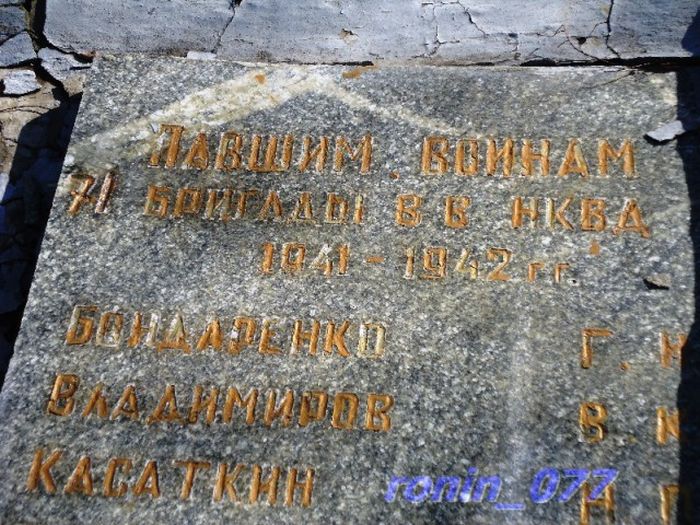 ПАВШИМ ВОИНАМ
71 БРИГАДЫ ВВ НКВД
1941 - 1942 гг.
БОНДАРЕНКО Г. Н
ВЛАДИМИРОВ В. К
КАСАТКИН Н П
ronin_077